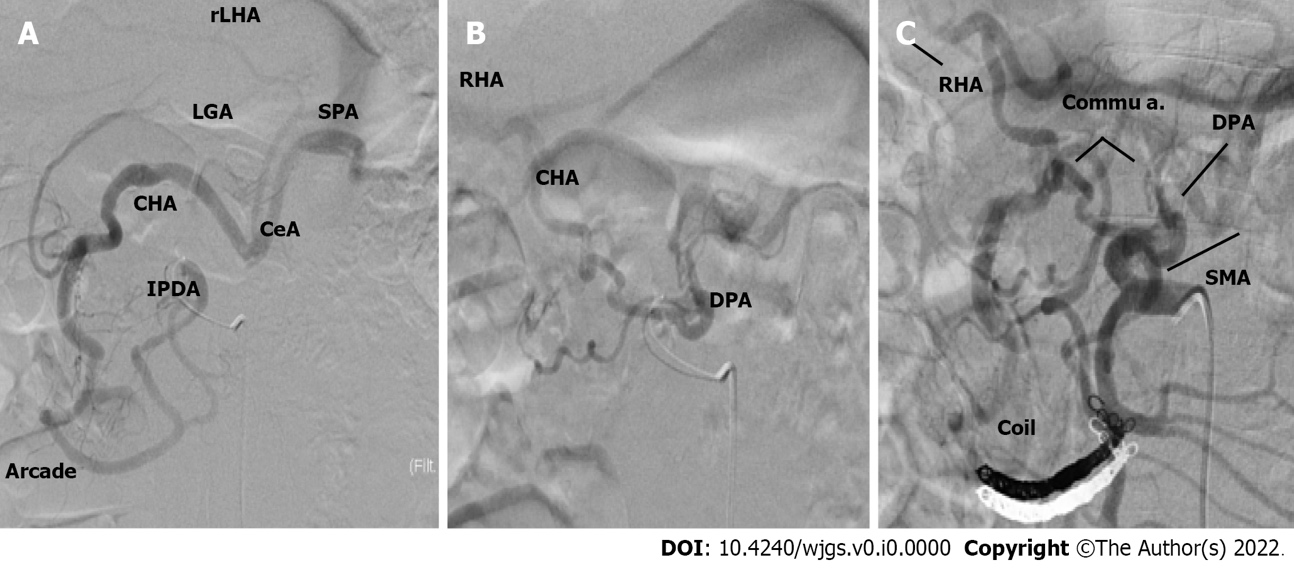 A
rLHA
LGA
SPA
CHA
CeA
IPDA
Arcade
(Filt.
B
RHA
CHA
DPA
C
RHA
Commu a.
DPA
SMA
Coil
DOI: 10.4240/wjgs.v0.i0.0000 Copyright ©The Author(s) 2022.